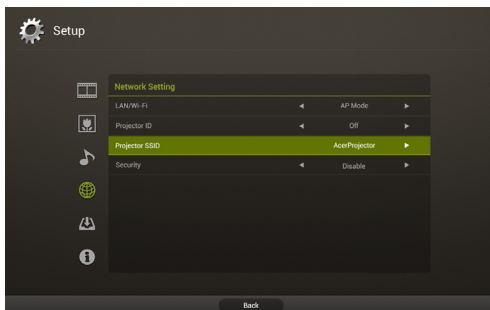 Setup
Network Setting
LAN/Wi-Fi AP Mode
Projector ID Off
Projector SSID AcerProjector
Security Disable
Back